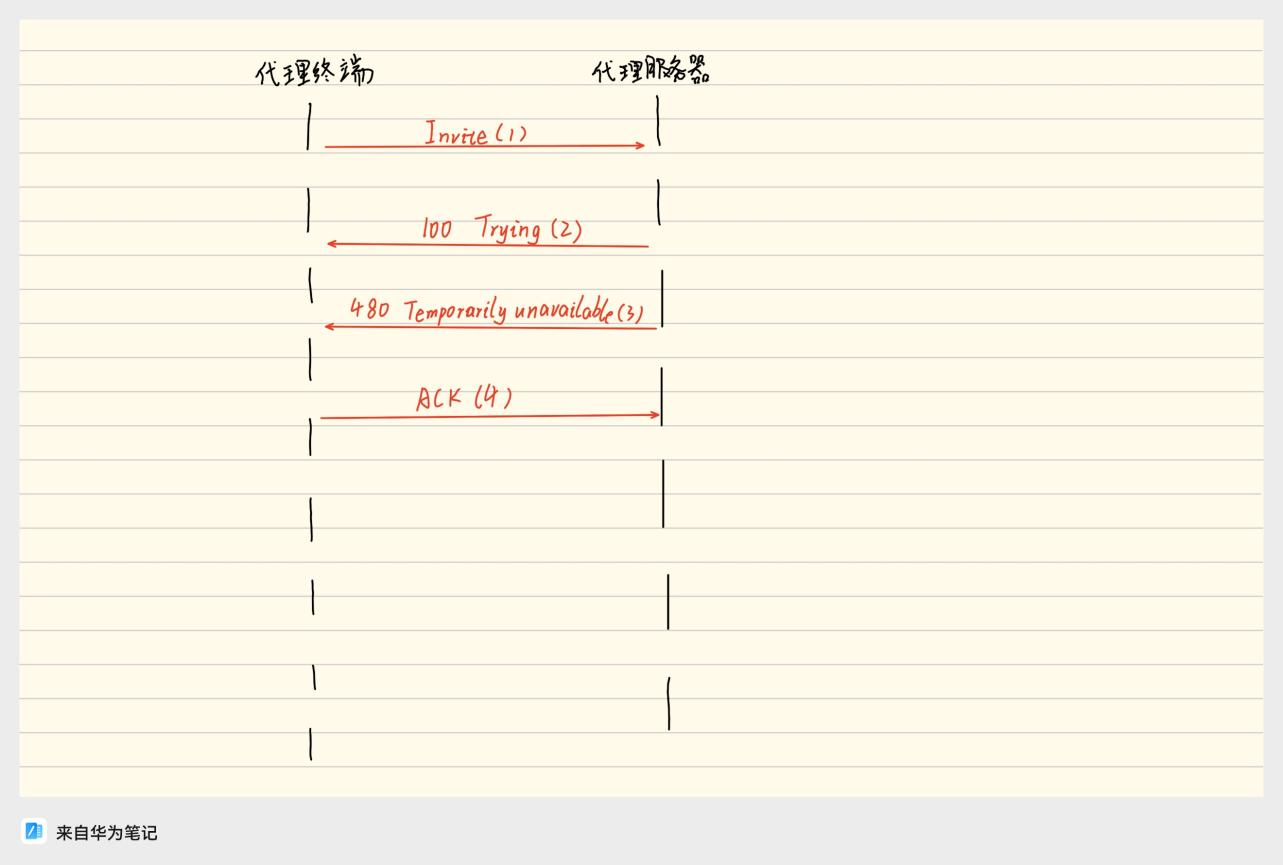 代理终端 代理服务器
Invite (1)
100 Trying (2)
480 Temporarily unavailable (3)
ACK (4)
来自华为笔记